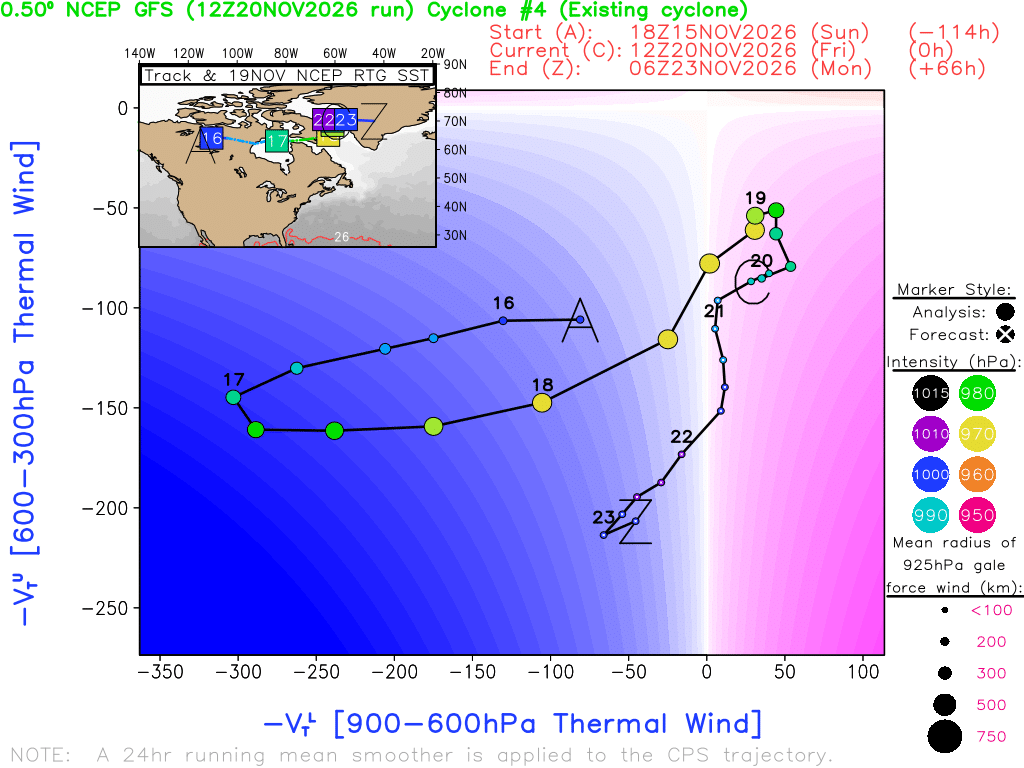 0.50° NCEP GFS (12Z20NOV2026 run) Cyclone #4 (Existing cyclone)
Start (A): 18Z15NOV2026 (Sun) (−114h)
Current (C): 12Z20NOV2026 (Fri) (0h)
End (Z): 06Z23NOV2026 (Mon) (+66h)
140W 120W 100W 80W 60W 40W 20W
Track & 19NOV NCEP RTG SST
90N
80N
70N
60N
50N
40N
30N
A 16 17 22 23 Z
26
0
−50
−100
−150
−200
−250
−V_T^U [600−300hPa Thermal Wind]
19
20
C
21
16
A
17
18
22
23
Z
−350 −300 −250 −200 −150 −100 −50 0 50 100
−V_T^L [900−600hPa Thermal Wind]
Marker Style:
Analysis:
Forecast:
Intensity (hPa):
1015 980
1010 970
1000 960
990 950
Mean radius of
925hPa gale
force wind (km):
<100
200
300
500
750
NOTE: A 24hr running mean smoother is applied to the CPS trajectory.